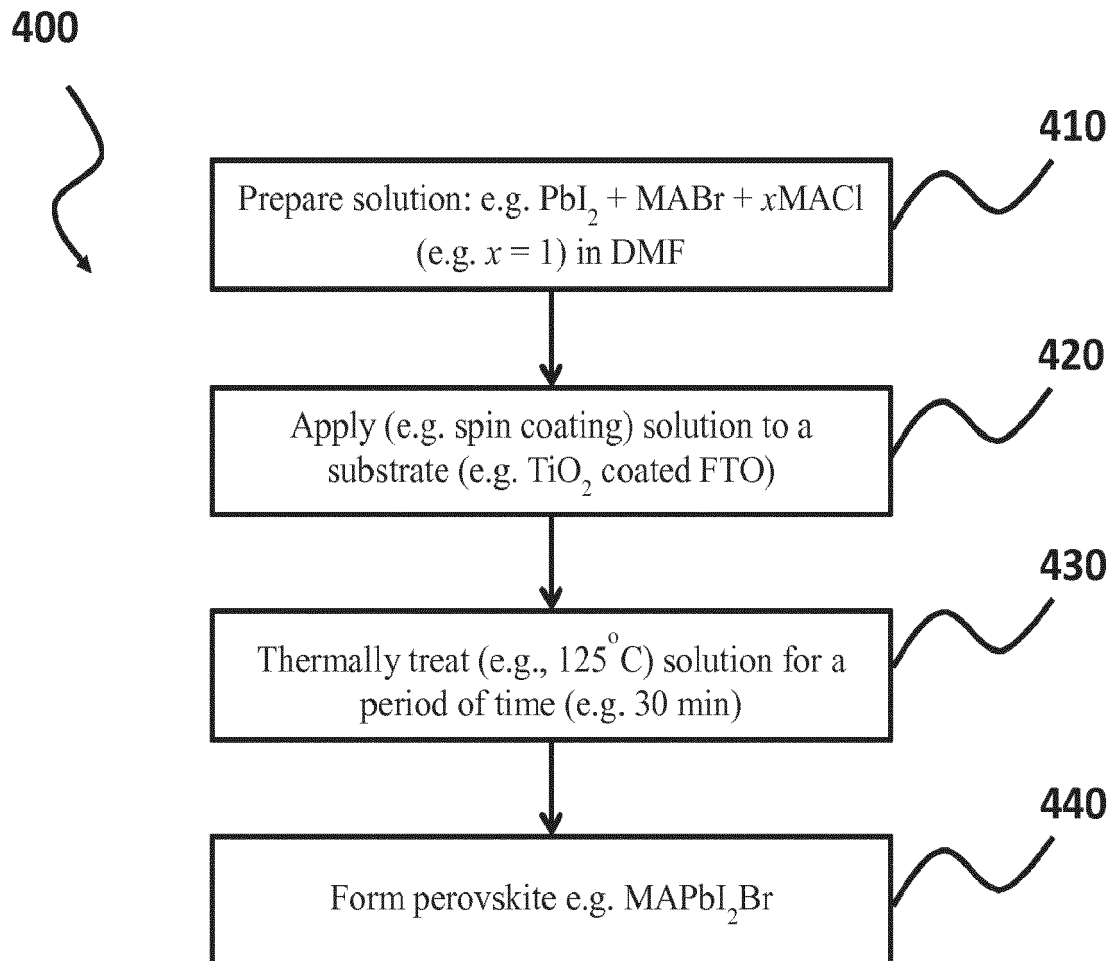 400
410
Prepare solution: e.g. PbI₂ + MABr + xMACl
(e.g. x = 1) in DMF
420
Apply (e.g. spin coating) solution to a
substrate (e.g. TiO₂ coated FTO)
430
Thermally treat (e.g., 125°C) solution for a
period of time (e.g. 30 min)
440
Form perovskite e.g. MAPbI₂Br